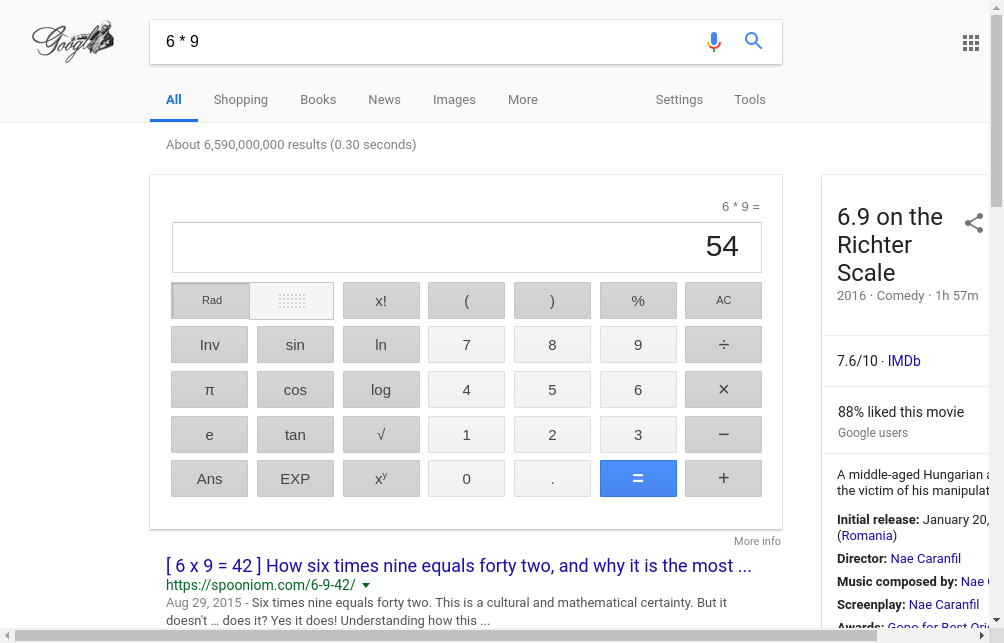 Google
6 * 9
All Shopping Books News Images More Settings Tools
About 6,590,000,000 results (0.30 seconds)
6 * 9 =
54
Rad x! ( ) % AC
Inv sin ln 7 8 9 ÷
π cos log 4 5 6 ×
e tan √ 1 2 3 −
Ans EXP xʸ 0 . = +
More info
[ 6 x 9 = 42 ] How six times nine equals forty two, and why it is the most ...
https://spooniom.com/6-9-42/
Aug 29, 2015 - Six times nine equals forty two. This is a cultural and mathematical certainty. But it
doesn't ... does it? Yes it does! Understanding how this ...
6.9 on the
Richter
Scale
2016 · Comedy · 1h 57m
7.6/10 · IMDb
88% liked this movie
Google users
A middle-aged Hungarian
the victim of his manipulat
Initial release: January 20,
(Romania)
Director: Nae Caranfil
Music composed by: Nae
Screenplay: Nae Caranfil
Awards: Gopo for Best